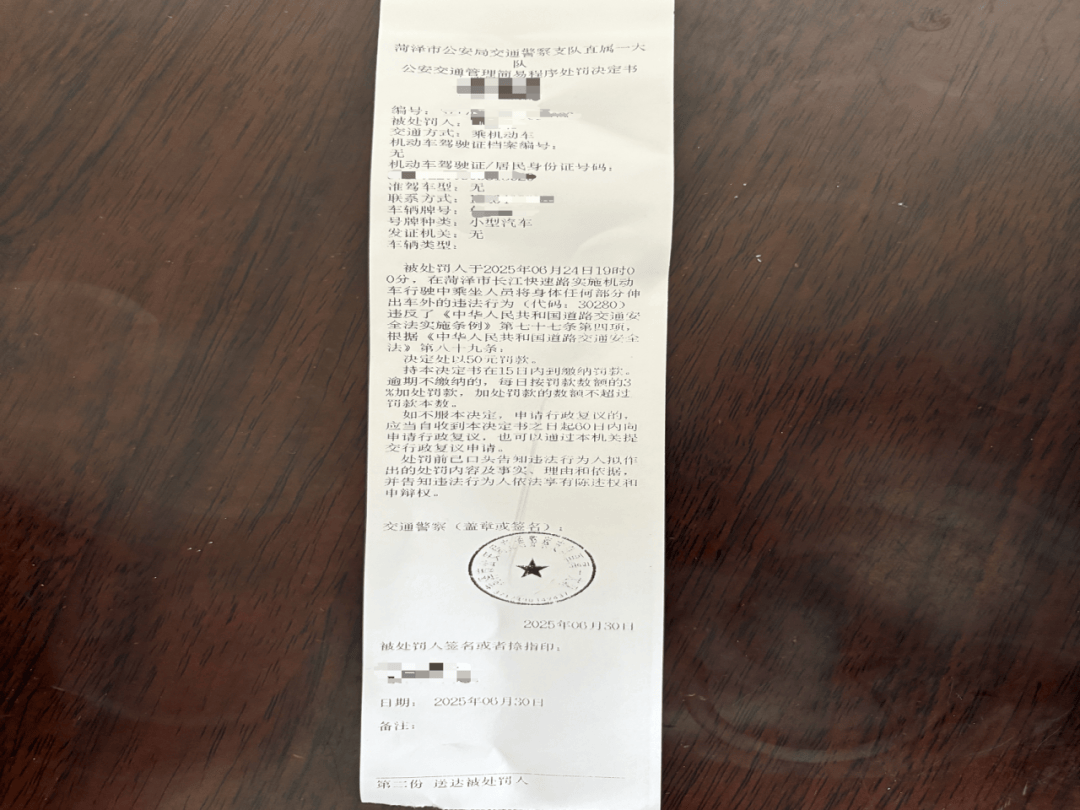 菏泽市公安局交通警察支队直属一大
队
公安交通管理简易程序处罚决定书
编号：
被处罚人：
交通方式：乘机动车
机动车驾驶证档案编号：
无
机动车驾驶证/居民身份证号码：
准驾车型：无
联系方式：
车辆牌号：
号牌种类：小型汽车
发证机关：无
车辆类型：
被处罚人于2025年06月24日19时0
0分，在菏泽市长江快速路实施机动
车行驶中乘坐人员将身体任何部分伸
出车外的违法行为（代码：30280）
违反了《中华人民共和国道路交通安
全法实施条例》第七十七条第四项，
根据《中华人民共和国道路交通安全
法》第八十九条，
决定处以50元罚款。
持本决定书在15日内到缴纳罚款。
逾期不缴纳的，每日按罚款数额的3
%加处罚款，加处罚款的数额不超过
罚款本数。
如不服本决定，申请行政复议的，
应当自收到本决定书之日起60日内向
申请行政复议，也可以通过本机关提
交行政复议申请。
处罚前已口头告知违法行为人拟作
出的处罚内容及事实、理由和依据，
并告知违法行为人依法享有陈述权和
申辩权。
交通警察（盖章或签名）：
2025年06月30日
被处罚人签名或者捺指印：
日期： 2025年06月30日
备注：
第二份 送达被处罚人